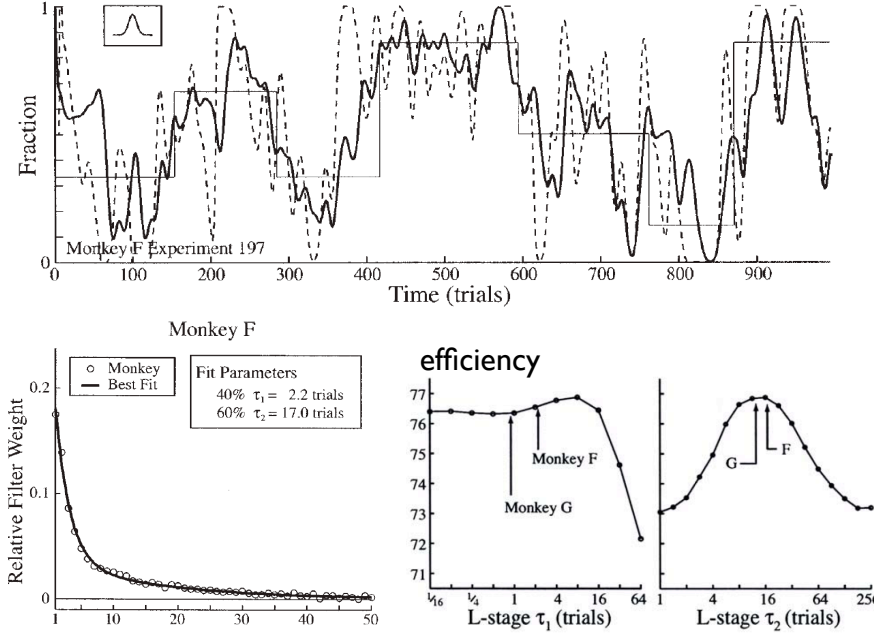 1
Fraction
0
Monkey F Experiment 197
0 100 200 300 400 500 600 700 800 900
Time (trials)
Monkey F
Relative Filter Weight
0.2
0.1
0
Monkey
Best Fit
Fit Parameters
40% τ1 = 2.2 trials
60% τ2 = 17.0 trials
1 10 20 30 40 50
efficiency
77
76
75
74
73
72
71
Monkey F
Monkey G
1/16 1/4 1 4 16 64
L-stage τ1 (trials)
G
F
1 4 16 64 256
L-stage τ2 (trials)